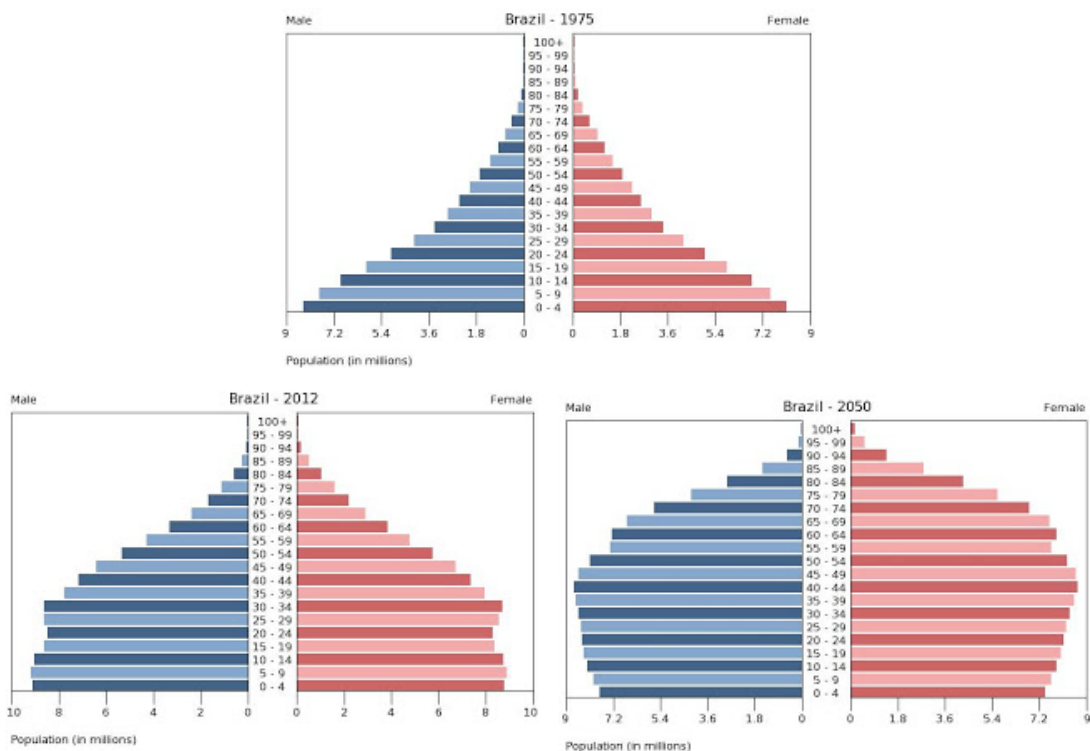 Male Brazil - 1975 Female
100+
95 - 99
90 - 94
85 - 89
80 - 84
75 - 79
70 - 74
65 - 69
60 - 64
55 - 59
50 - 54
45 - 49
40 - 44
35 - 39
30 - 34
25 - 29
20 - 24
15 - 19
10 - 14
5 - 9
0 - 4
9 7.2 5.4 3.6 1.8 0 0 1.8 3.6 5.4 7.2 9
Population (in millions)
Male Brazil - 2012 Female
100+
95 - 99
90 - 94
85 - 89
80 - 84
75 - 79
70 - 74
65 - 69
60 - 64
55 - 59
50 - 54
45 - 49
40 - 44
35 - 39
30 - 34
25 - 29
20 - 24
15 - 19
10 - 14
5 - 9
0 - 4
10 8 6 4 2 0 0 2 4 6 8 10
Population (in millions)
Male Brazil - 2050 Female
100+
95 - 99
90 - 94
85 - 89
80 - 84
75 - 79
70 - 74
65 - 69
60 - 64
55 - 59
50 - 54
45 - 49
40 - 44
35 - 39
30 - 34
25 - 29
20 - 24
15 - 19
10 - 14
5 - 9
0 - 4
9 7.2 5.4 3.6 1.8 0 0 1.8 3.6 5.4 7.2 9
Population (in millions)